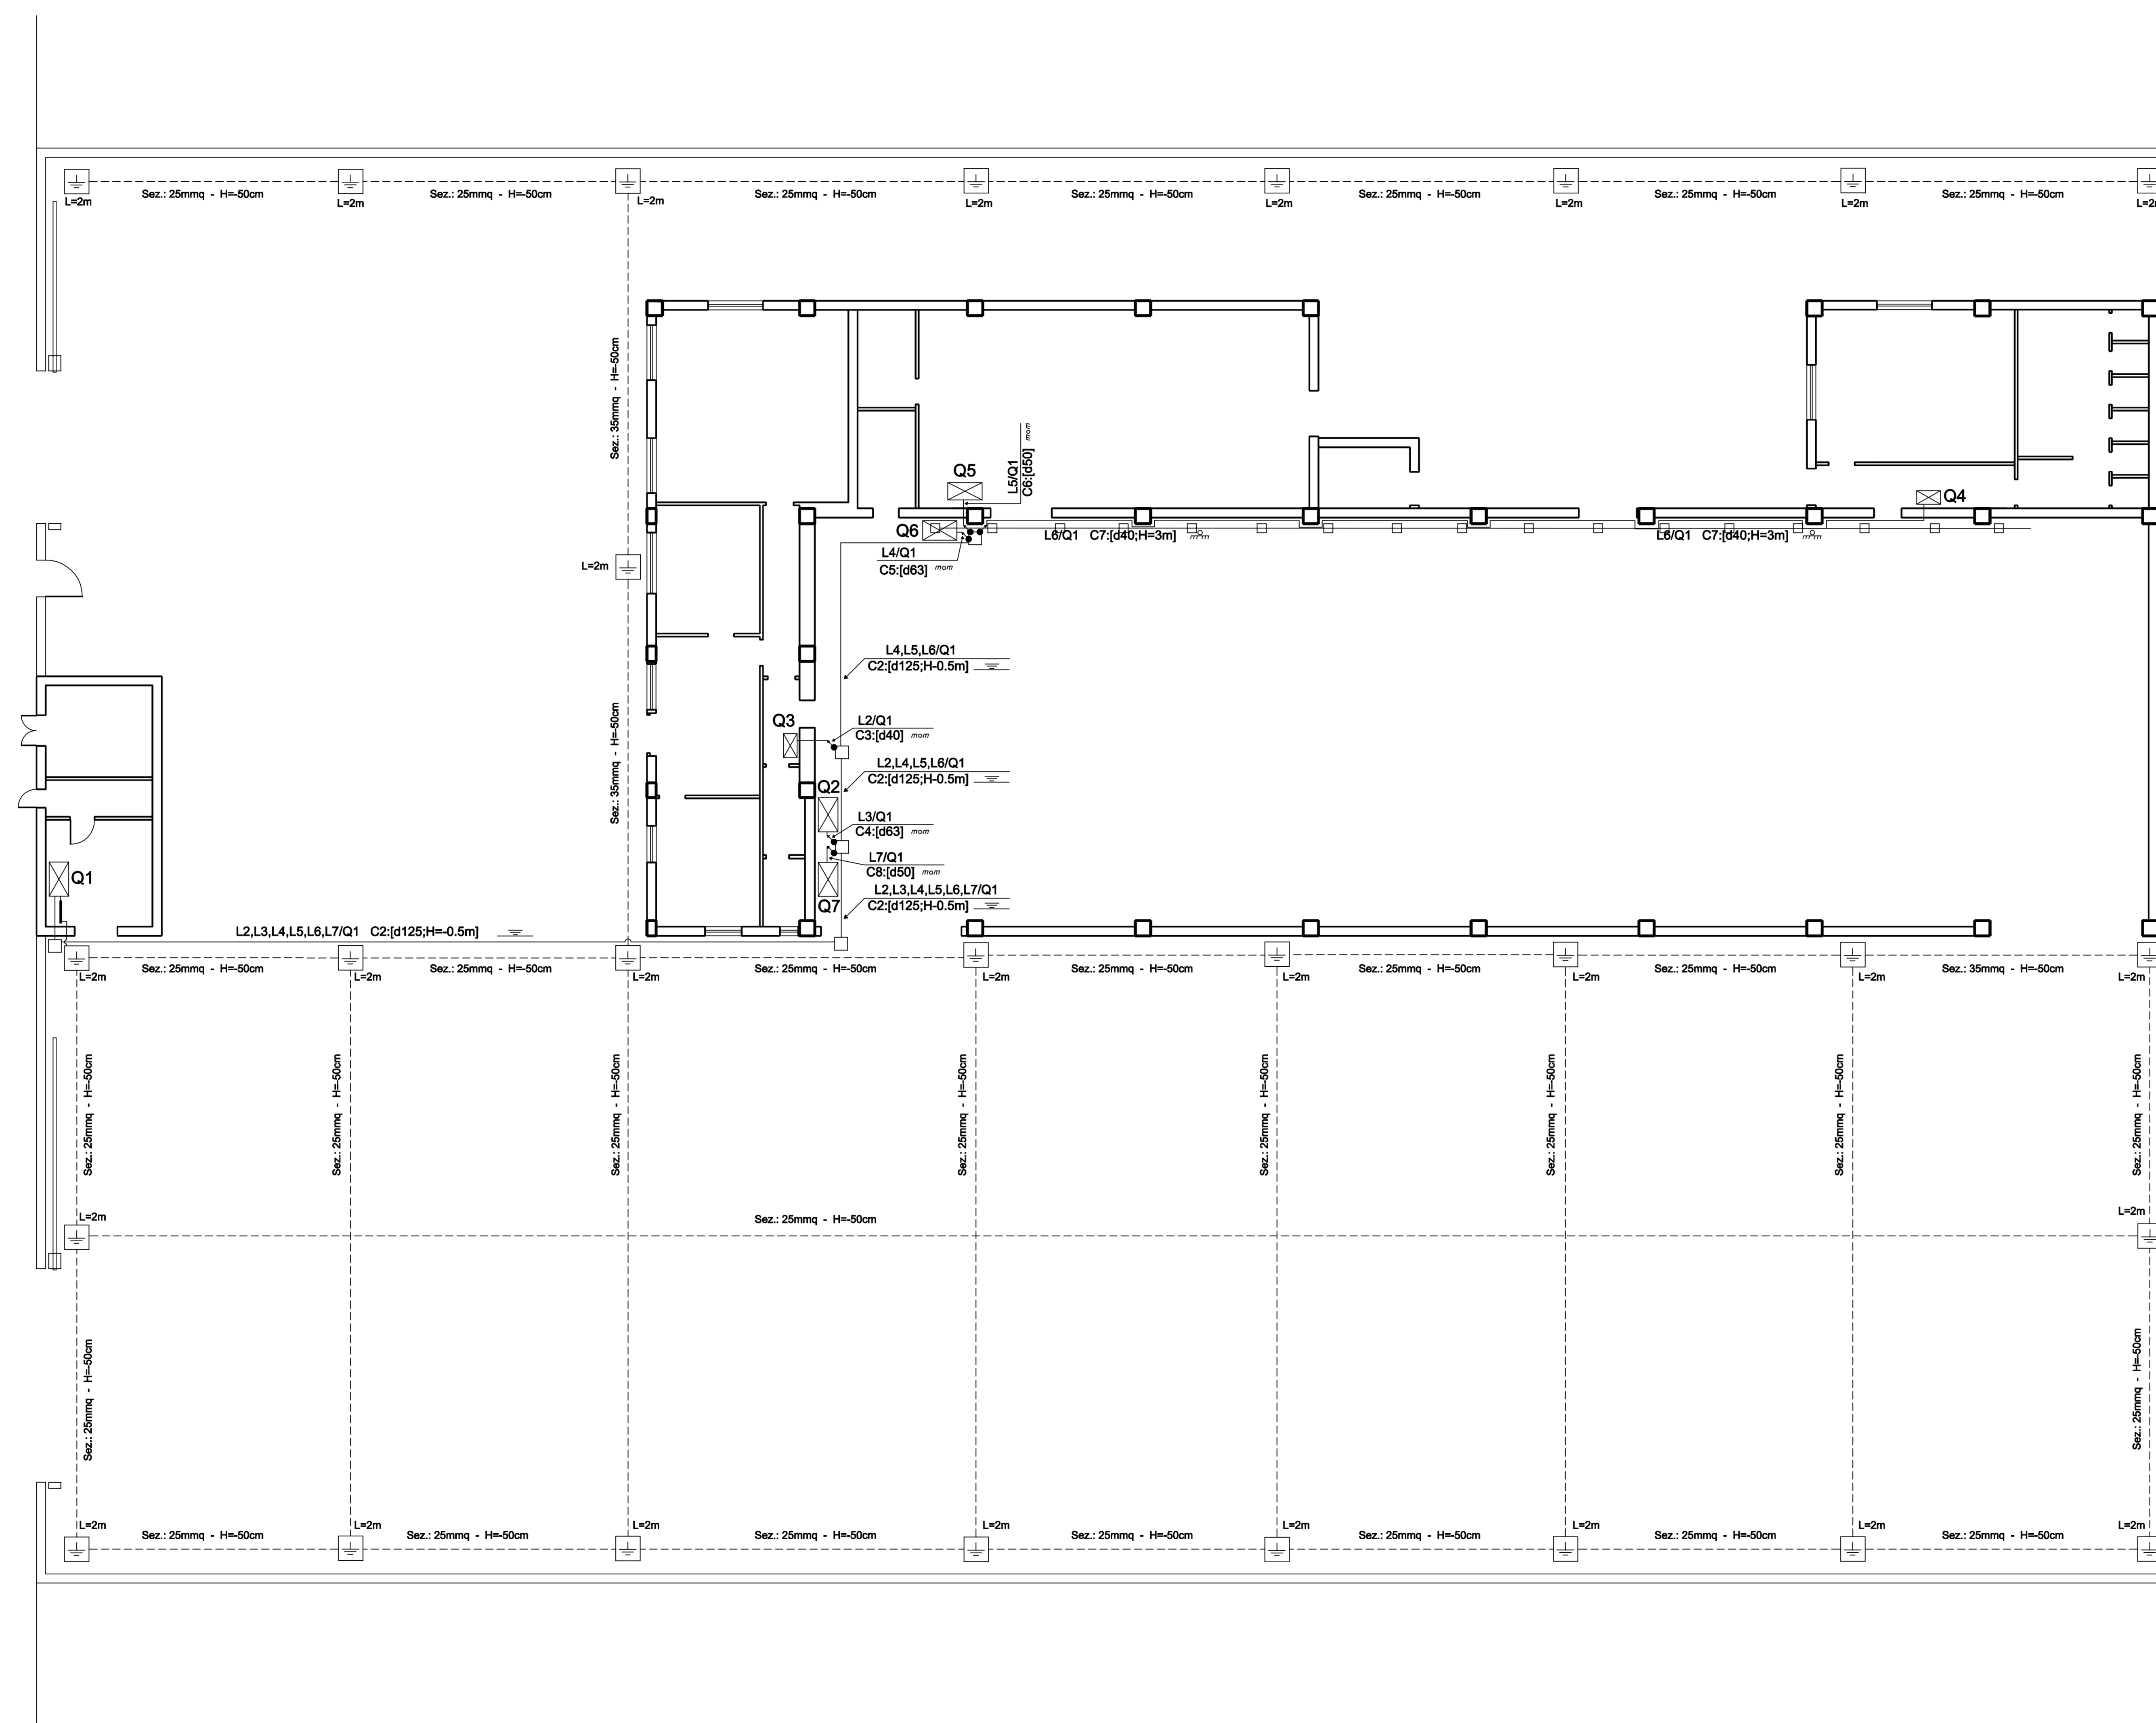 Sez.: 25mmq - H=-50cm
Sez.: 25mmq - H=-50cm
Sez.: 25mmq - H=-50cm
Sez.: 25mmq - H=-50cm
Sez.: 25mmq - H=-50cm
Sez.: 25mmq - H=-50cm
Sez.: 25mmq - H=-50cm
L=2m
L=2m
L=2m
L=2m
L=2m
L=2m
L=2m
Sez.: 35mmq - H=-50cm
L5/Q1
C6:[d50]
Q5
Q4
Q6
L6/Q1 C7:[d40;H=3m]
L6/Q1 C7:[d40;H=3m]
L4/Q1
C5:[d63]
L=2m
L4,L5,L6/Q1
C2:[d125;H-0.5m]
Sez.: 35mmq - H=-50cm
Q3
L2/Q1
C3:[d40]
L2,L4,L5,L6/Q1
C2:[d125;H-0.5m]
Q2
L3/Q1
C4:[d63]
L7/Q1
C8:[d50]
Q1
L2,L3,L4,L5,L6,L7/Q1
C2:[d125;H-0.5m]
Q7
L2,L3,L4,L5,L6,L7/Q1 C2:[d125;H=-0.5m]
Sez.: 25mmq - H=-50cm
Sez.: 25mmq - H=-50cm
Sez.: 25mmq - H=-50cm
Sez.: 25mmq - H=-50cm
Sez.: 25mmq - H=-50cm
Sez.: 25mmq - H=-50cm
Sez.: 35mmq - H=-50cm
L=2m
L=2m
L=2m
L=2m
L=2m
L=2m
L=2m
L=2m
Sez.: 25mmq - H=-50cm
Sez.: 25mmq - H=-50cm
Sez.: 25mmq - H=-50cm
Sez.: 25mmq - H=-50cm
Sez.: 25mmq - H=-50cm
Sez.: 25mmq - H=-50cm
Sez.: 25mmq - H=-50cm
Sez.: 25mmq - H=-50cm
L=2m
Sez.: 25mmq - H=-50cm
L=2m
Sez.: 25mmq - H=-50cm
Sez.: 25mmq - H=-50cm
L=2m
L=2m
L=2m
L=2m
L=2m
L=2m
L=2m
L=2m
Sez.: 25mmq - H=-50cm
Sez.: 25mmq - H=-50cm
Sez.: 25mmq - H=-50cm
Sez.: 25mmq - H=-50cm
Sez.: 25mmq - H=-50cm
Sez.: 25mmq - H=-50cm
Sez.: 25mmq - H=-50cm